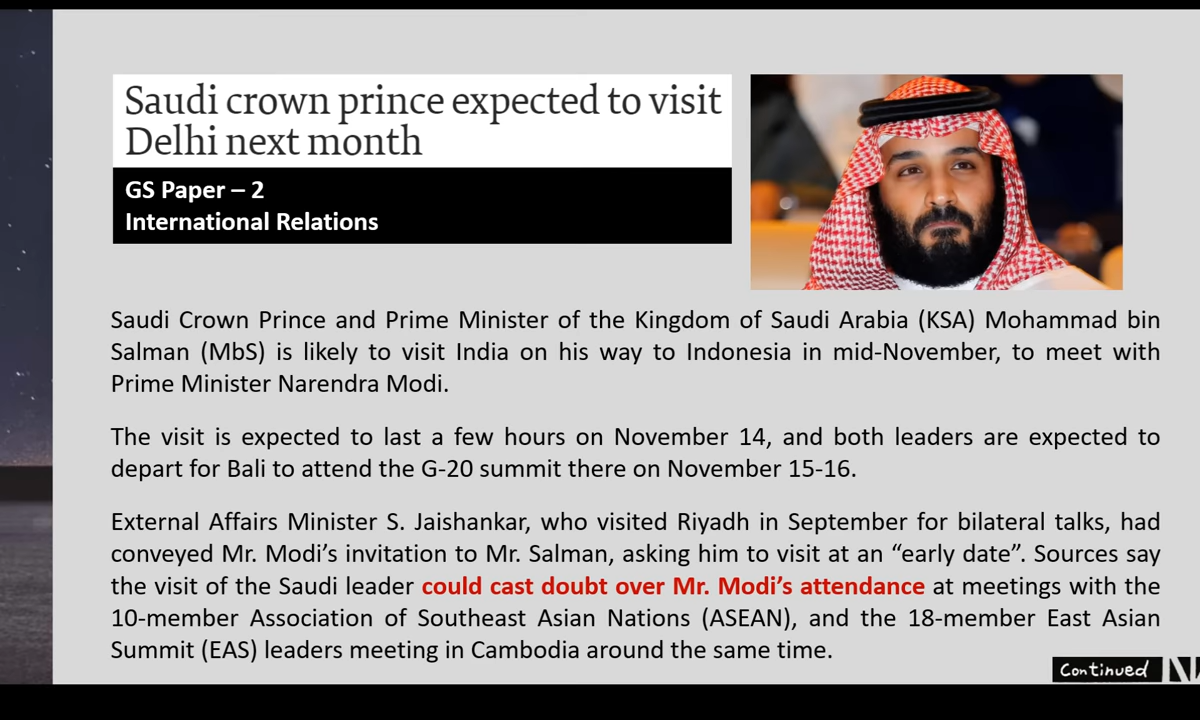 Saudi crown prince expected to visit
Delhi next month
GS Paper – 2
International Relations
Saudi Crown Prince and Prime Minister of the Kingdom of Saudi Arabia (KSA) Mohammad bin
Salman (MbS) is likely to visit India on his way to Indonesia in mid-November, to meet with
Prime Minister Narendra Modi.
The visit is expected to last a few hours on November 14, and both leaders are expected to
depart for Bali to attend the G-20 summit there on November 15-16.
External Affairs Minister S. Jaishankar, who visited Riyadh in September for bilateral talks, had
conveyed Mr. Modi’s invitation to Mr. Salman, asking him to visit at an “early date”. Sources say
the visit of the Saudi leader could cast doubt over Mr. Modi’s attendance at meetings with the
10-member Association of Southeast Asian Nations (ASEAN), and the 18-member East Asian
Summit (EAS) leaders meeting in Cambodia around the same time.
Continued